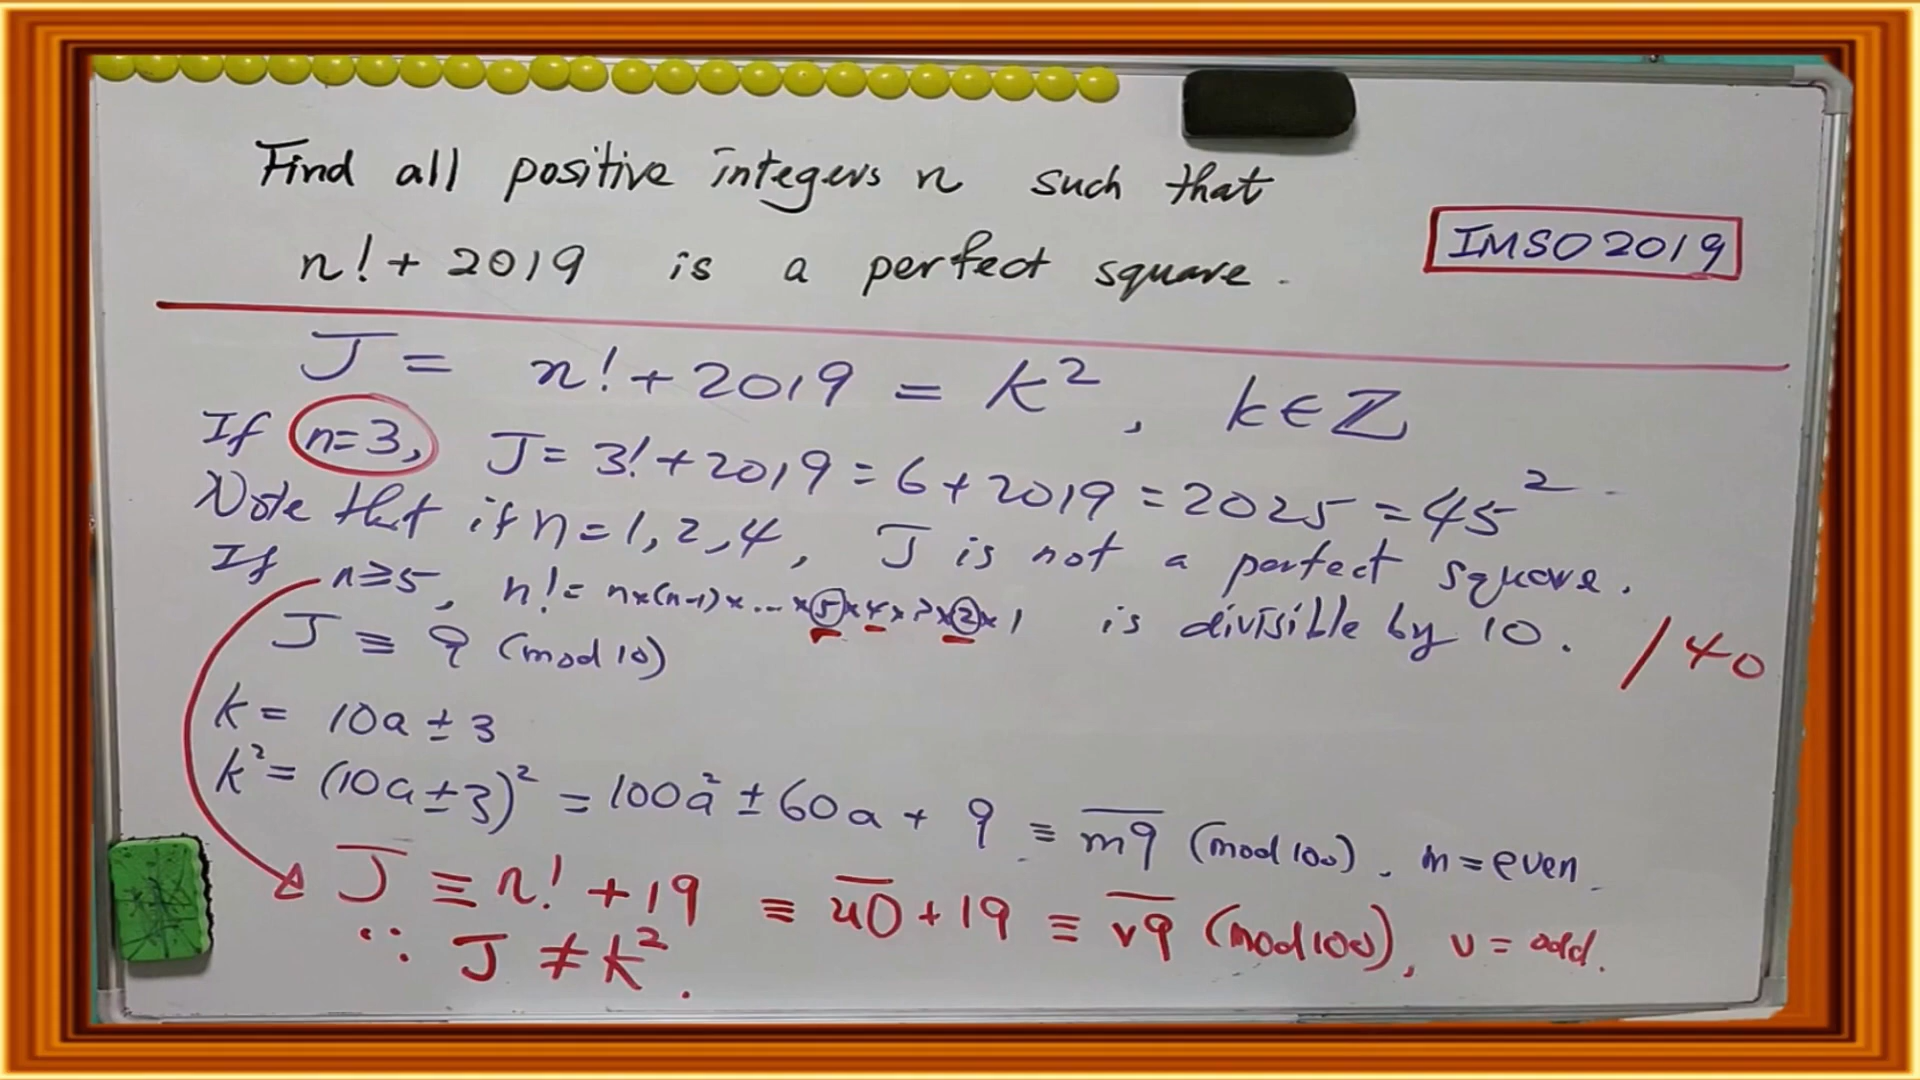 Find all positive integers n such that
n! + 2019 is a perfect square.
IMSO 2019
J = n! + 2019 = k², k∈ℤ
If n=3, J = 3! + 2019 = 6 + 2019 = 2025 = 45².
Note that if n=1,2,4, J is not a perfect square.
If n≥5, n! = n×(n-1)×...×5×4×3×2×1 is divisible by 10. /40
J ≡ 9 (mod 10)
k = 10a ± 3
k² = (10a±3)² = 100a² ± 60a + 9 ≡ m̅9̅ (mod 100), m = even.
J ≡ n! + 19 ≡ u̅0̅ + 19 ≡ v̅9̅ (mod 100), v = odd.
∴ J ≠ k².